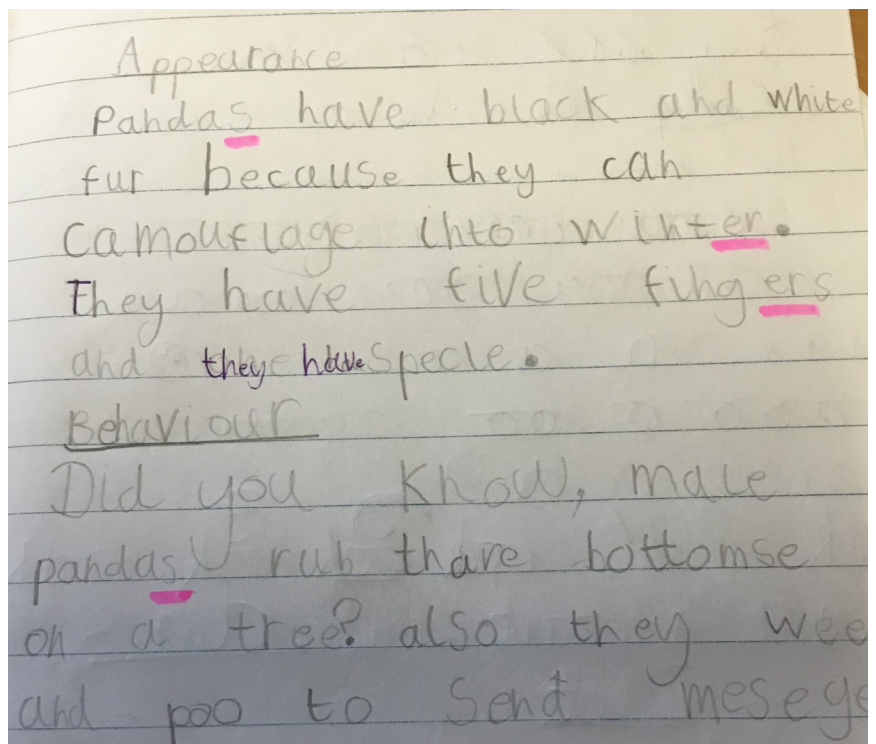 Appearance
Pandas have black and white
fur because they can
camouflage into winter.
They have five fingers
and they have specle.
Behaviour
Did you know, male
pandas rub thare bottomse
on a tree? also they wee
and poo to send mesege